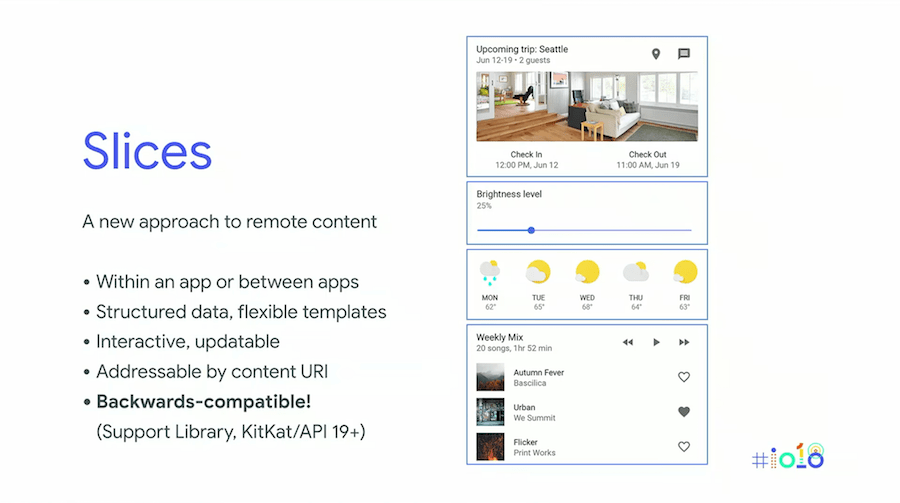 Slices
A new approach to remote content
• Within an app or between apps
• Structured data, flexible templates
• Interactive, updatable
• Addressable by content URI
• Backwards-compatible!
(Support Library, KitKat/API 19+)
Upcoming trip: Seattle
Jun 12-19 • 2 guests
Check In
12:00 PM, Jun 12
Check Out
11:00 AM, Jun 19
Brightness level
25%
MON TUE WED THU FRI
62° 65° 68° 64° 63°
Weekly Mix
20 songs, 1hr 52 min
Autumn Fever
Bascilica
Urban
We Summit
Flicker
Print Works
#io18